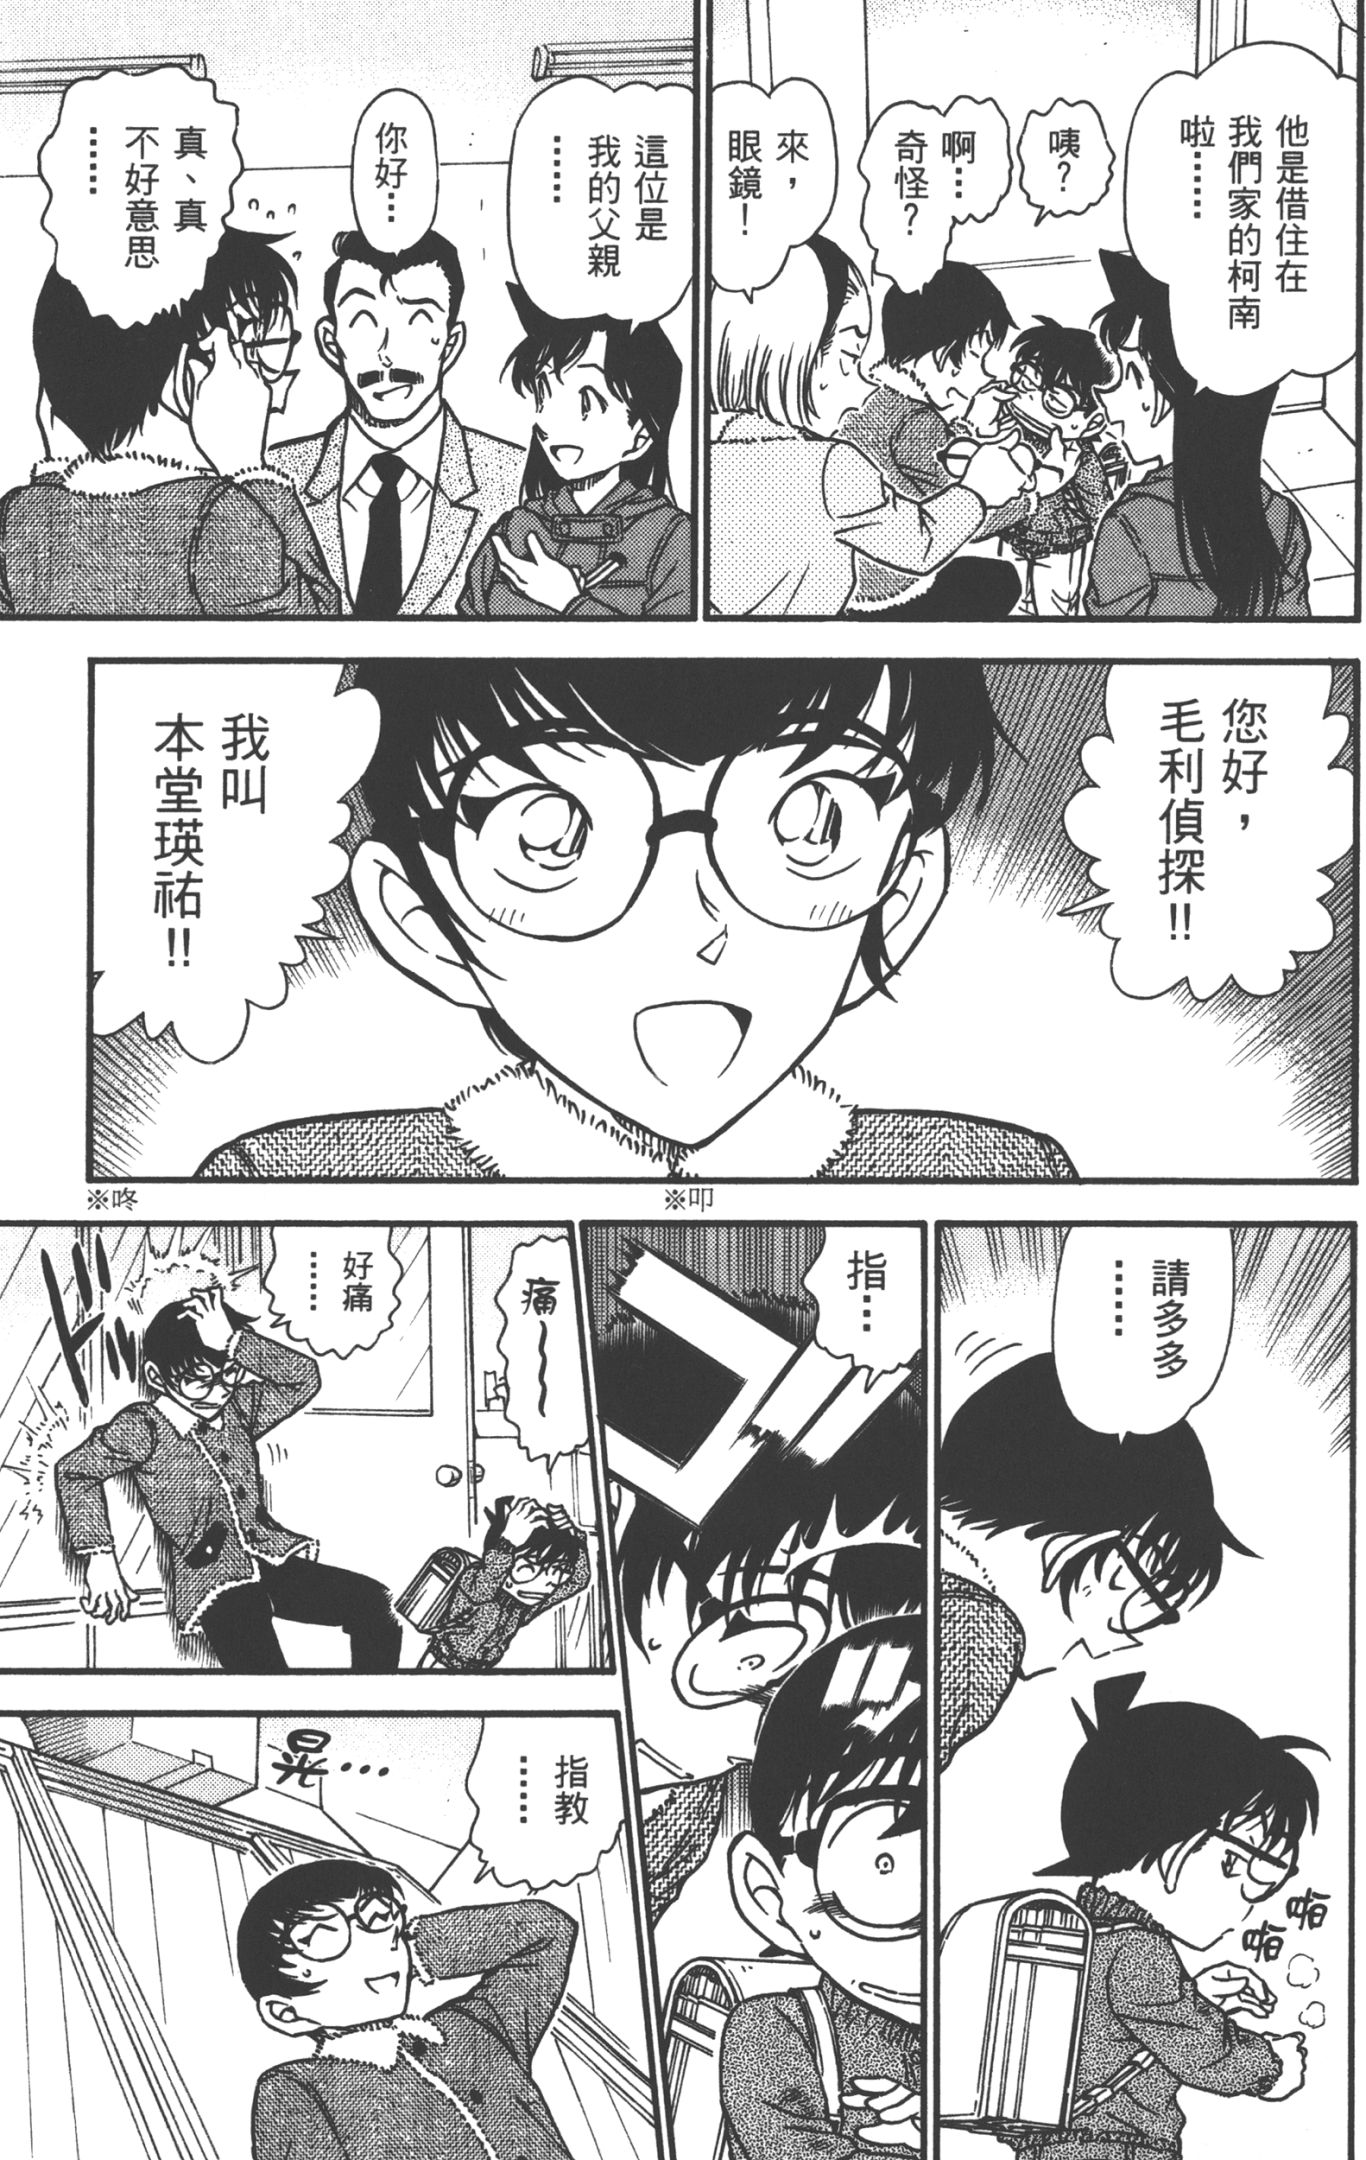 他是借住在
我們家的柯南
啦……
咦？
啊…
奇怪？
來，
眼鏡！
這位是
我的父親
……
你好…
真、真
不好意思
……
您好，
毛利偵探!!
我叫
本堂瑛祐!!
※叩
※咚
請多多
……
啪
啪
指…
痛~~
好痛
……
ドドド
指教
……
晃…